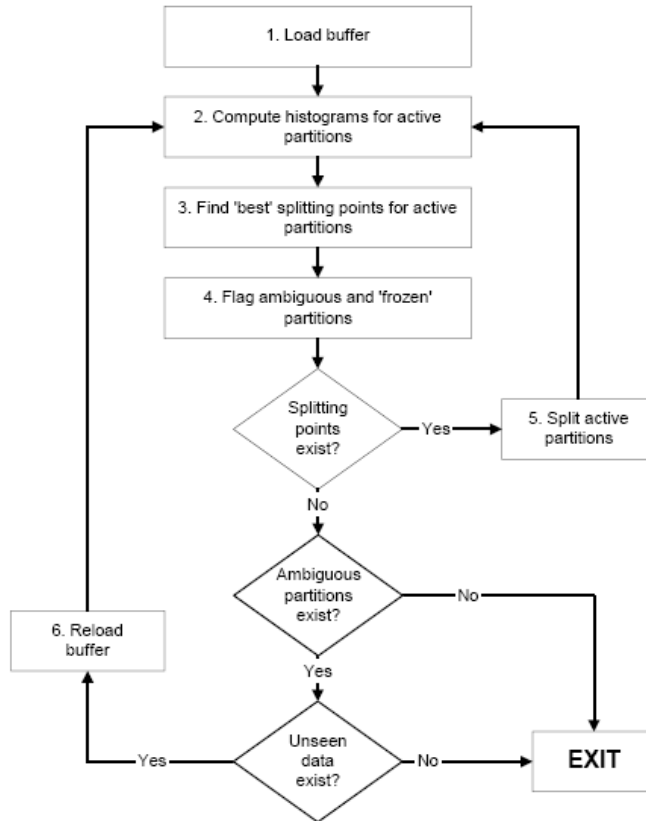 1. Load buffer
2. Compute histograms for active
partitions
3. Find 'best' splitting points for active
partitions
4. Flag ambiguous and 'frozen'
partitions
Splitting
points
exist?
Yes
5. Split active
partitions
No
Ambiguous
partitions
exist?
No
6. Reload
buffer
Yes
Unseen
data
exist?
Yes
No
EXIT